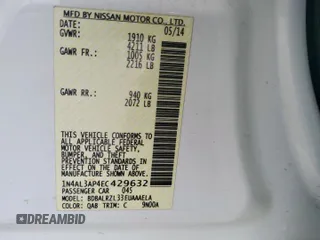 MFD BY NISSAN MOTOR CO., LTD.
DATE: 05/14
GVWR: 1910 KG
4211 LB
GAWR FR: 1005 KG
2216 LB
GAWR RR: 940 KG
2072 LB
THIS VEHICLE CONFORMS TO ALL
APPLICABLE FEDERAL MOTOR VEHICLE
SAFETY, BUMPER, AND THEFT
PREVENTION STANDARDS IN EFFECT ON
THE DATE OF MANUFACTURE SHOWN
ABOVE.
1N4AL3AP4EC429632
PASSENGER CAR 045
MODEL: BDBALRZL33EUAAAELA
COLOR: QAB TRIM: C 9N00A
DREAMBID